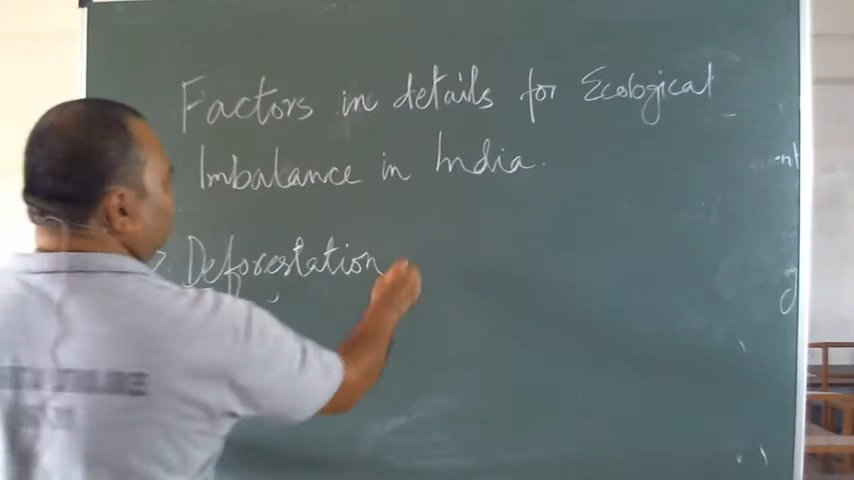 Factors in details for Ecological
Imbalance in India.
Deforestation